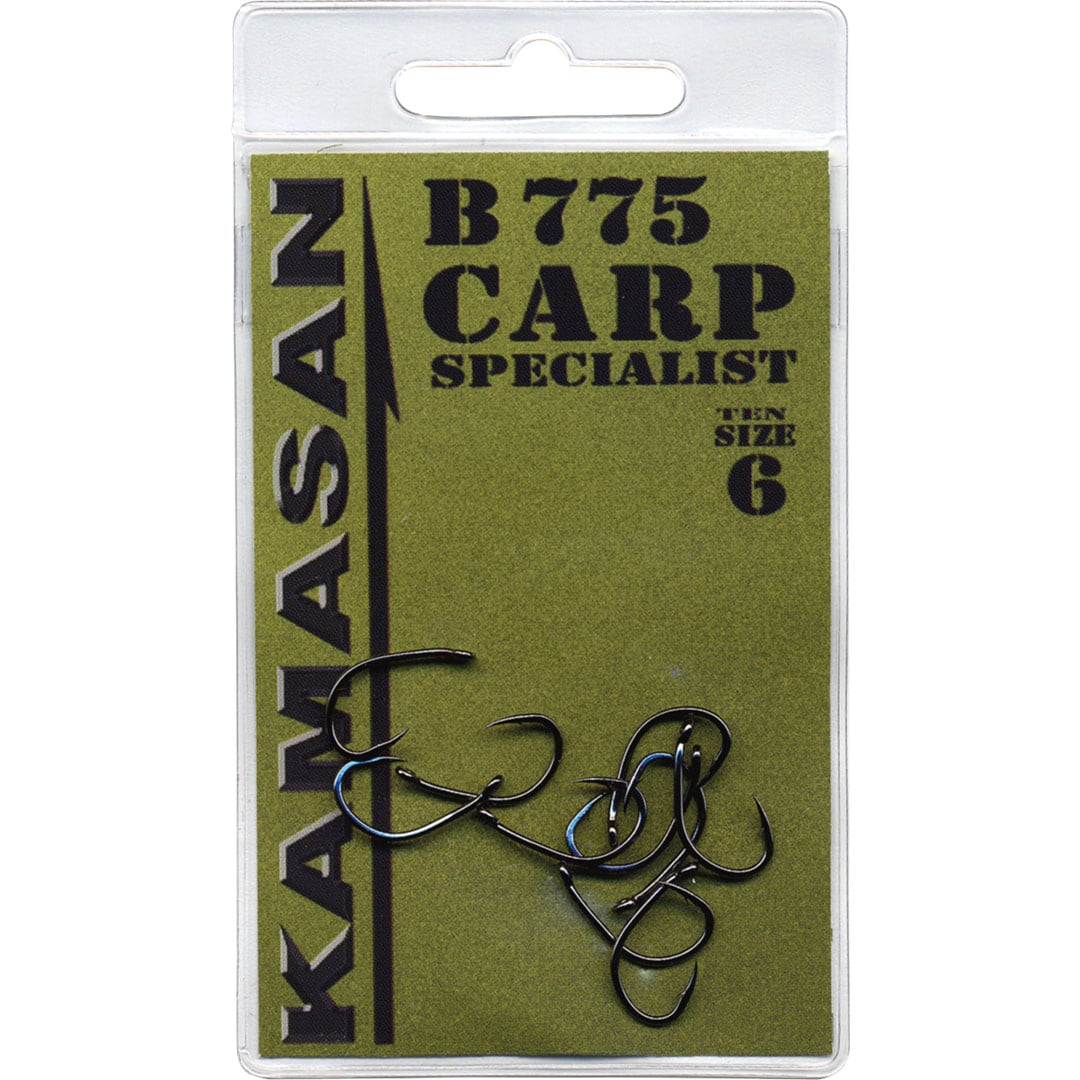 KAMASAN
B 775
CARP
SPECIALIST
TEN
SIZE
6